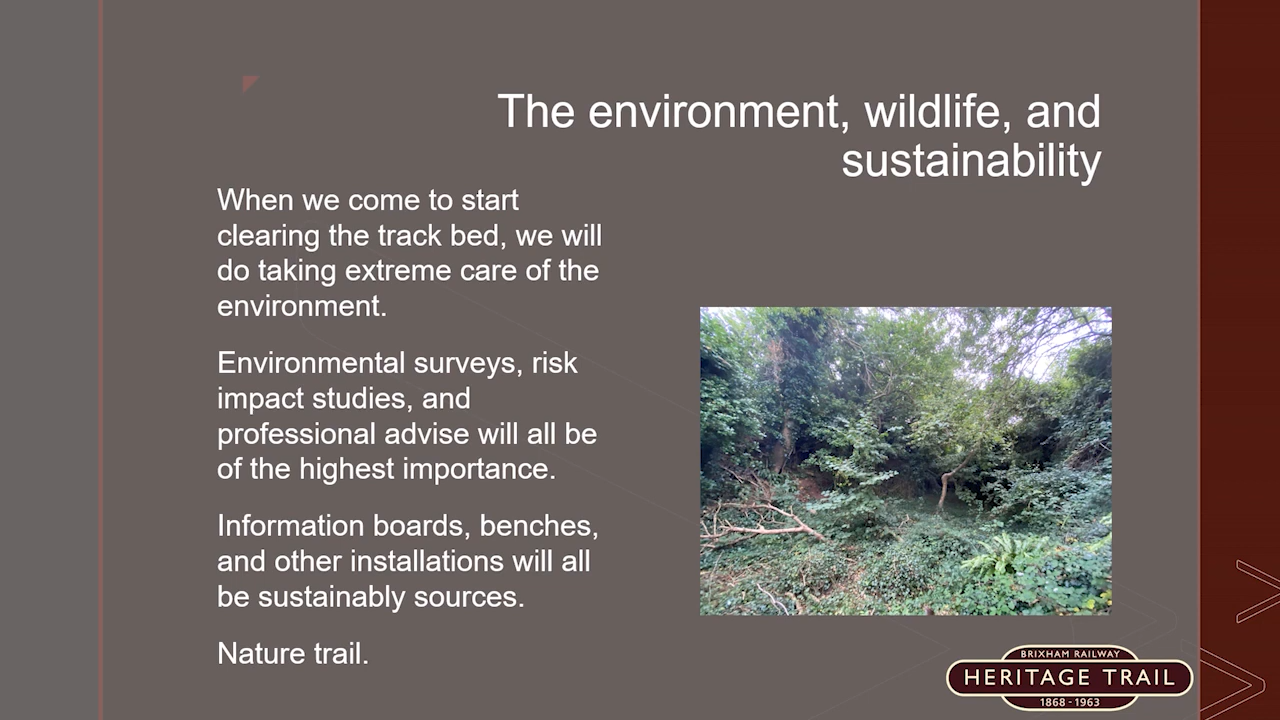 The environment, wildlife, and
sustainability
When we come to start
clearing the track bed, we will
do taking extreme care of the
environment.
Environmental surveys, risk
impact studies, and
professional advise will all be
of the highest importance.
Information boards, benches,
and other installations will all
be sustainably sources.
Nature trail.
BRIXHAM RAILWAY
HERITAGE TRAIL
1868 - 1963